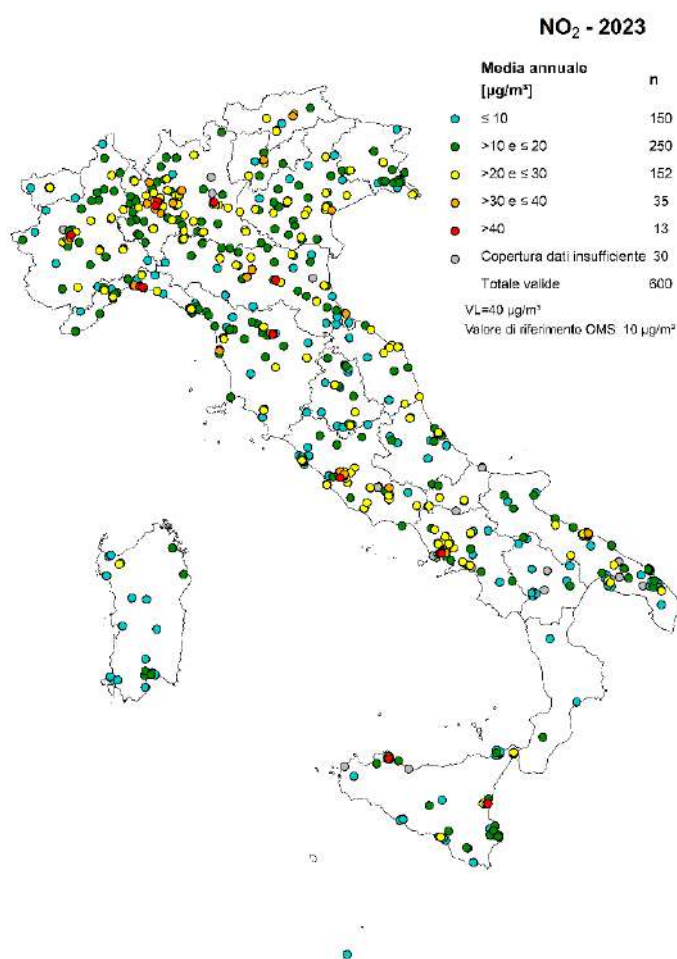 NO₂ - 2023
Media annuale
[µg/m³] n
≤ 10 150
>10 e ≤ 20 250
>20 e ≤ 30 152
>30 e ≤ 40 35
>40 13
Copertura dati insufficiente 30
Totale valide 600
VL=40 µg/m³
Valore di riferimento OMS: 10 µg/m³